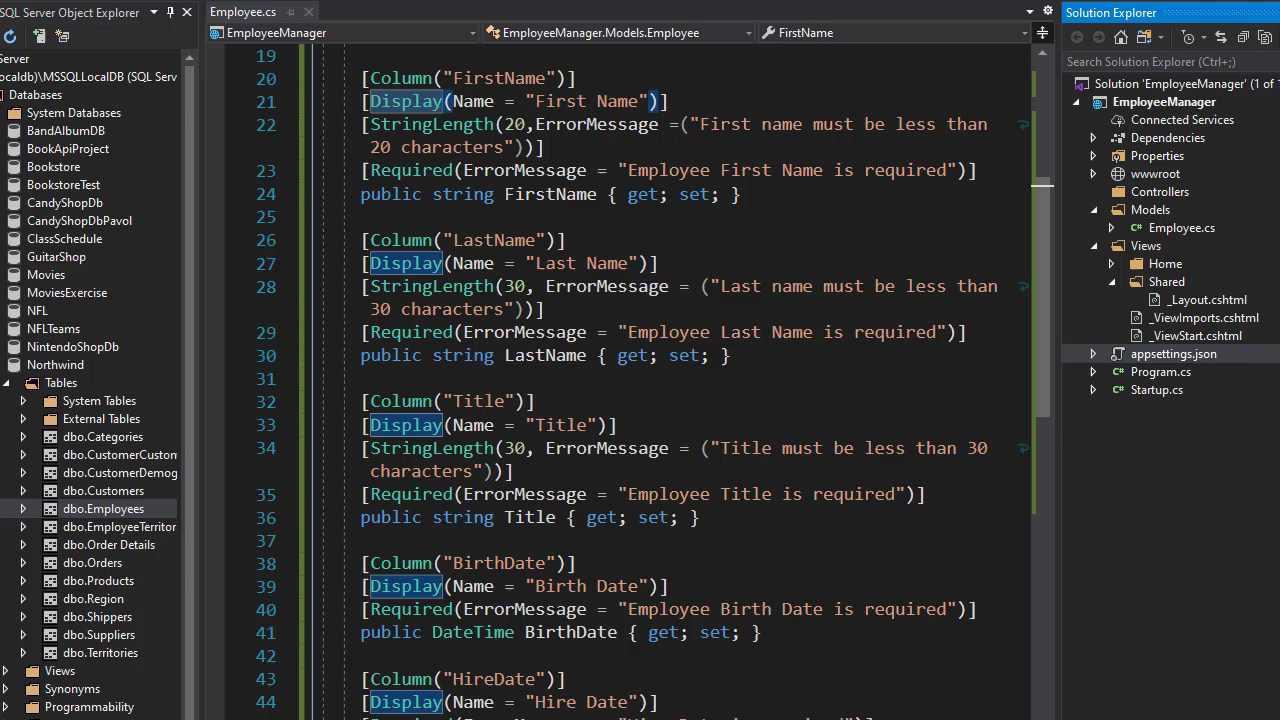 SQL Server Object Explorer
Server
ocaldb)\MSSQLLocalDB (SQL Serv
Databases
System Databases
BandAlbumDB
BookApiProject
Bookstore
BookstoreTest
CandyShopDb
CandyShopDbPavol
ClassSchedule
GuitarShop
Movies
MoviesExercise
NFL
NFLTeams
NintendoShopDb
Northwind
Tables
System Tables
External Tables
dbo.Categories
dbo.CustomerCustom
dbo.CustomerDemog
dbo.Customers
dbo.Employees
dbo.EmployeeTerritor
dbo.Order Details
dbo.Orders
dbo.Products
dbo.Region
dbo.Shippers
dbo.Suppliers
dbo.Territories
Views
Synonyms
Programmability
Employee.cs
EmployeeManager
EmployeeManager.Models.Employee
FirstName
19
20 [Column("FirstName")]
21 [Display(Name = "First Name")]
22 [StringLength(20,ErrorMessage =("First name must be less than
20 characters"))]
23 [Required(ErrorMessage = "Employee First Name is required")]
24 public string FirstName { get; set; }
25
26 [Column("LastName")]
27 [Display(Name = "Last Name")]
28 [StringLength(30, ErrorMessage = ("Last name must be less than
30 characters"))]
29 [Required(ErrorMessage = "Employee Last Name is required")]
30 public string LastName { get; set; }
31
32 [Column("Title")]
33 [Display(Name = "Title")]
34 [StringLength(30, ErrorMessage = ("Title must be less than 30
characters"))]
35 [Required(ErrorMessage = "Employee Title is required")]
36 public string Title { get; set; }
37
38 [Column("BirthDate")]
39 [Display(Name = "Birth Date")]
40 [Required(ErrorMessage = "Employee Birth Date is required")]
41 public DateTime BirthDate { get; set; }
42
43 [Column("HireDate")]
44 [Display(Name = "Hire Date")]
Solution Explorer
Search Solution Explorer (Ctrl+;)
Solution 'EmployeeManager' (1 of 1
EmployeeManager
Connected Services
Dependencies
Properties
wwwroot
Controllers
Models
C# Employee.cs
Views
Home
Shared
_Layout.cshtml
_ViewImports.cshtml
_ViewStart.cshtml
appsettings.json
C# Program.cs
C# Startup.cs